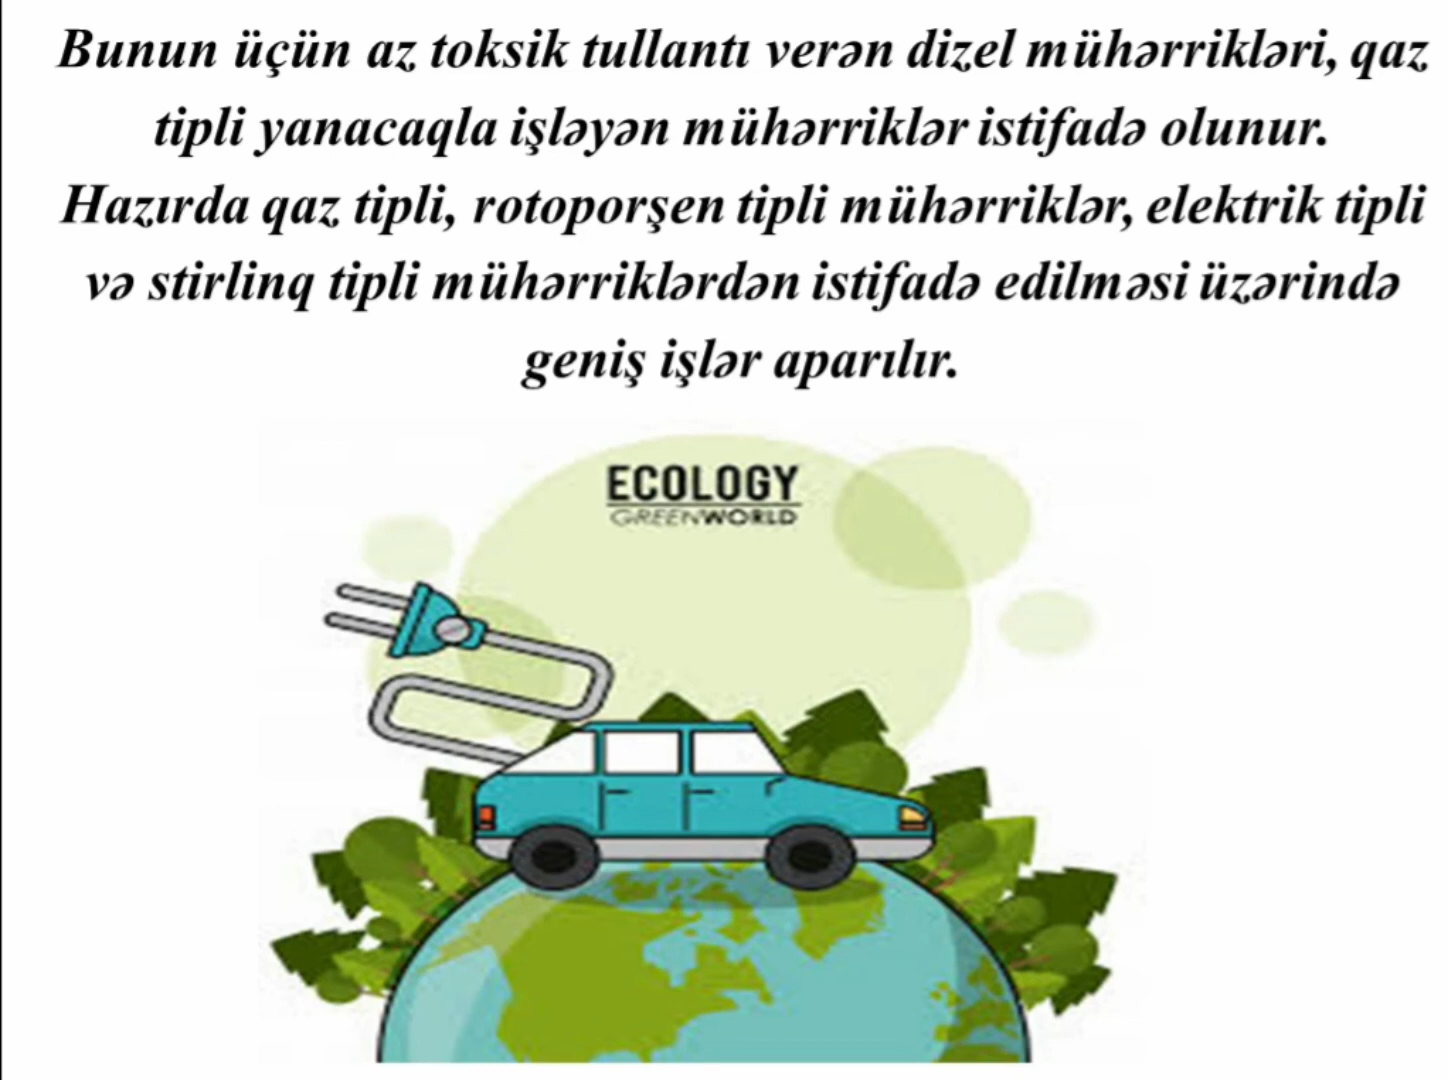 Bunun üçün az toksik tullantı verən dizel mühərrikləri, qaz
tipli yanacaqla işləyən mühərriklər istifadə olunur.
Hazırda qaz tipli, rotoporşen tipli mühərriklər, elektrik tipli
və stirlinq tipli mühərriklərdən istifadə edilməsi üzərində
geniş işlər aparılır.
ECOLOGY
GREENWORLD